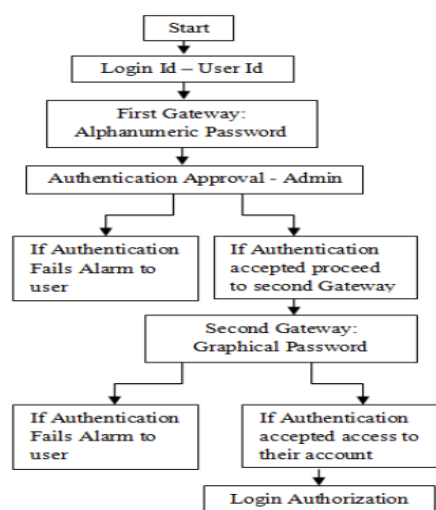 Start
Login Id – User Id
First Gateway:
Alphanumeric Password
Authentication Approval - Admin
If Authentication
Fails Alarm to
user
If Authentication
accepted proceed
to second Gateway
Second Gateway:
Graphical Password
If Authentication
Fails Alarm to
user
If Authentication
accepted access to
their account
Login Authorization